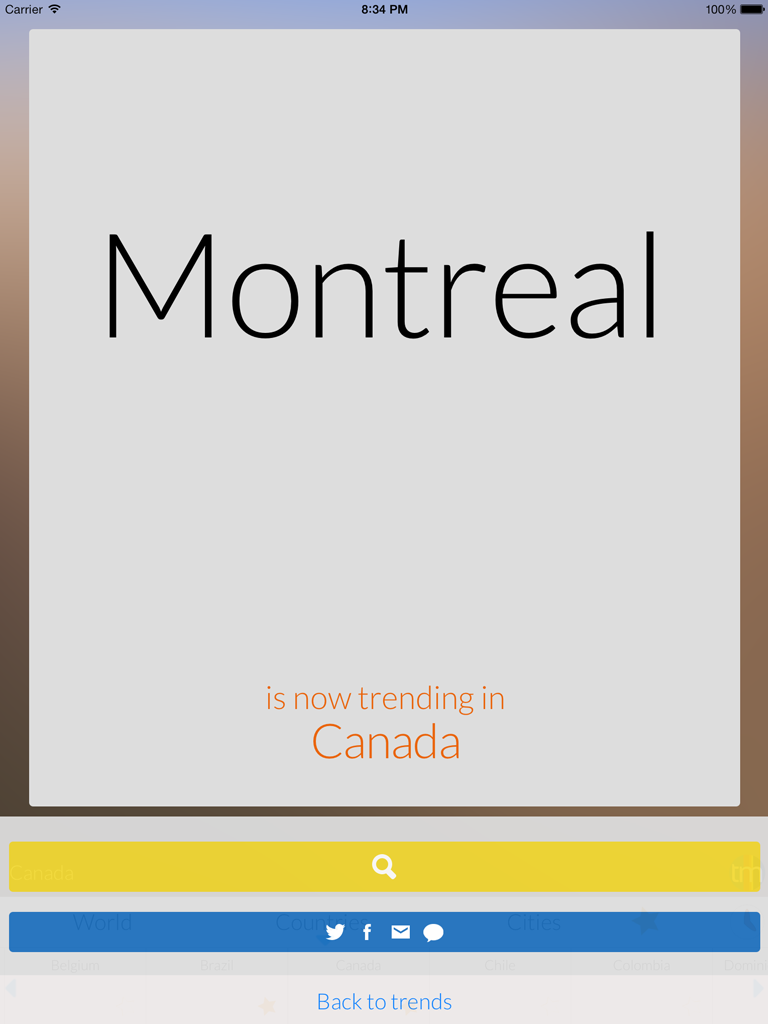 Carrier 8:34 PM 100%
Montreal
is now trending in
Canada
Canada
World Countries Cities
Belgium Brazil Canada Chile Colombia
Back to trends